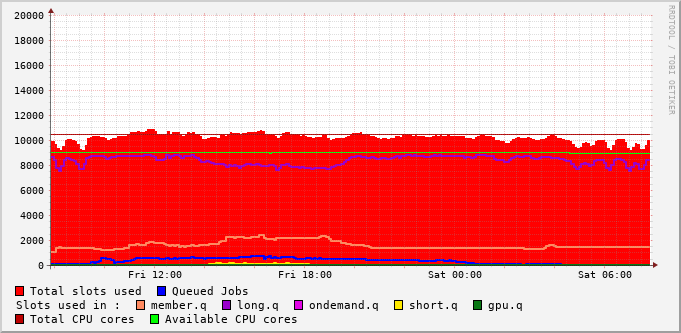 20000
18000
16000
14000
12000
10000
8000
6000
4000
2000
0
Fri 12:00 Fri 18:00 Sat 00:00 Sat 06:00
Total slots used Queued Jobs
Slots used in : member.q long.q ondemand.q short.q gpu.q
Total CPU cores Available CPU cores
RRDTOOL / TOBI OETIKER